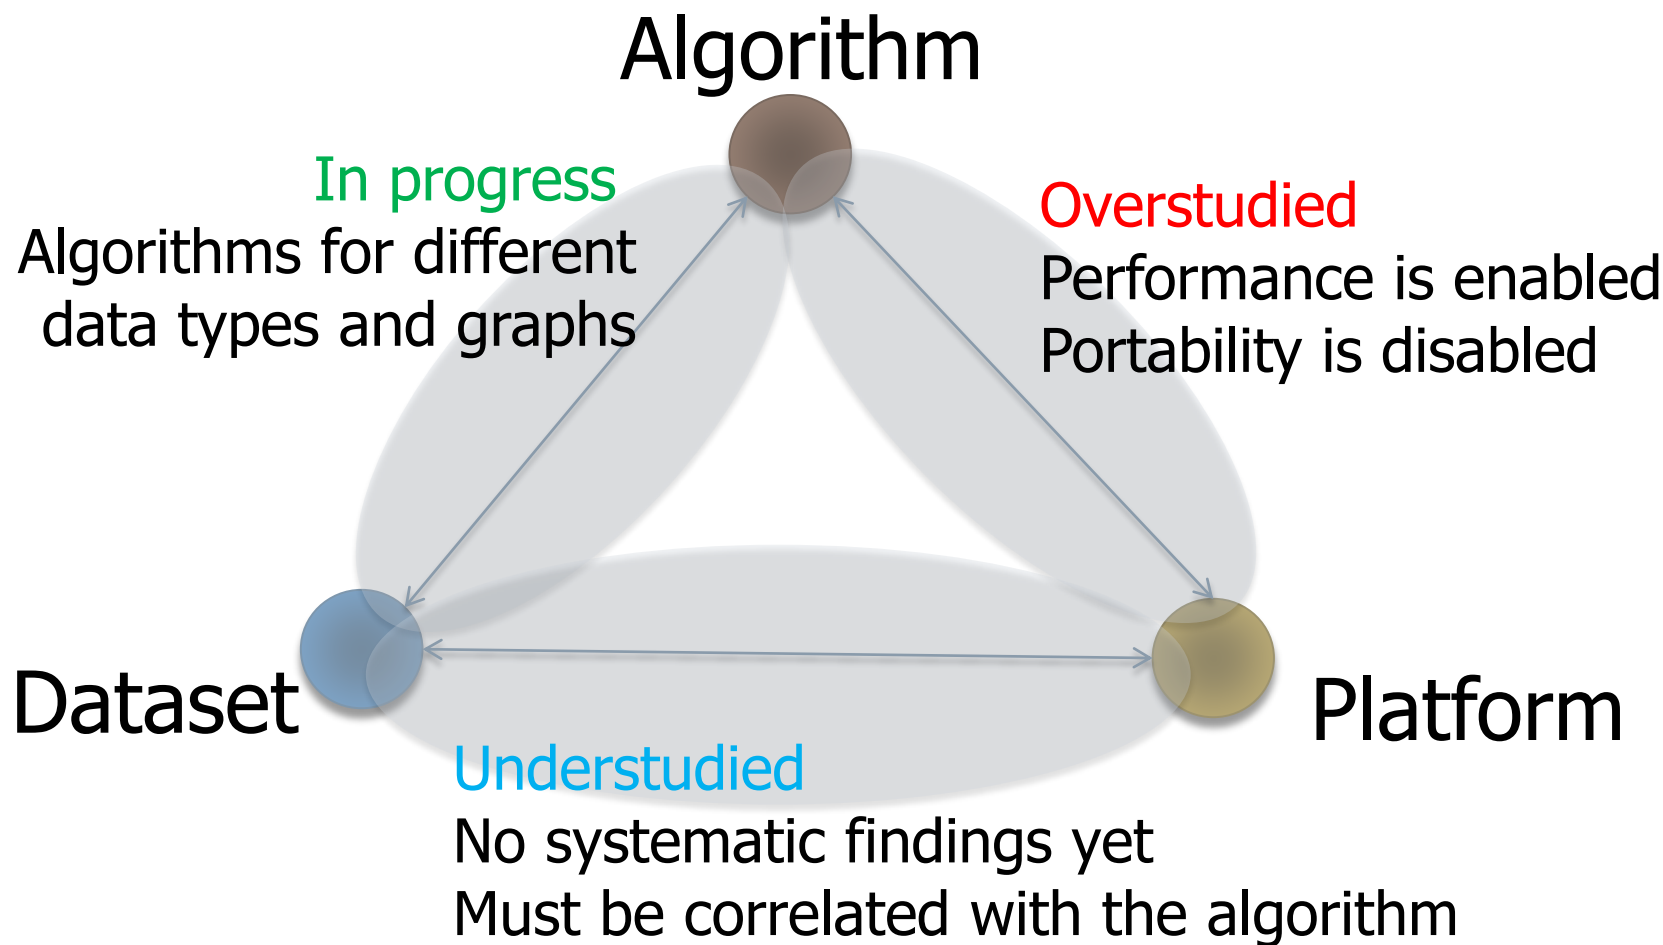 Algorithm
In progress
Algorithms for different
data types and graphs
Overstudied
Performance is enabled
Portability is disabled
Dataset
Platform
Understudied
No systematic findings yet
Must be correlated with the algorithm